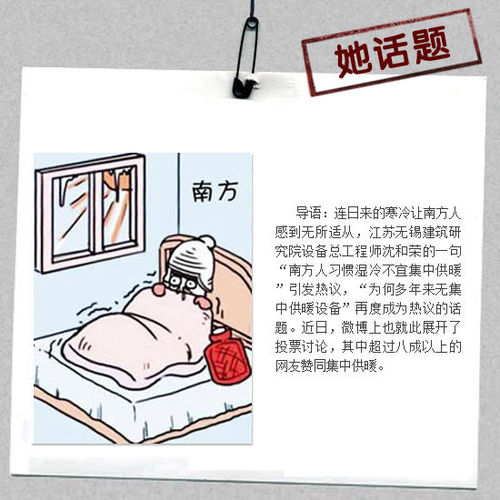 她话题
南方
导语：连日来的寒冷让南方人
感到无所适从，江苏无锡建筑研
究院设备总工程师沈和荣的一句
“南方人习惯湿冷不宜集中供暖
”引发热议，“为何多年来无集
中供暖设备”再度成为热议的话
题。近日，微博上也就此展开了
投票讨论，其中超过八成以上的
网友赞同集中供暖。